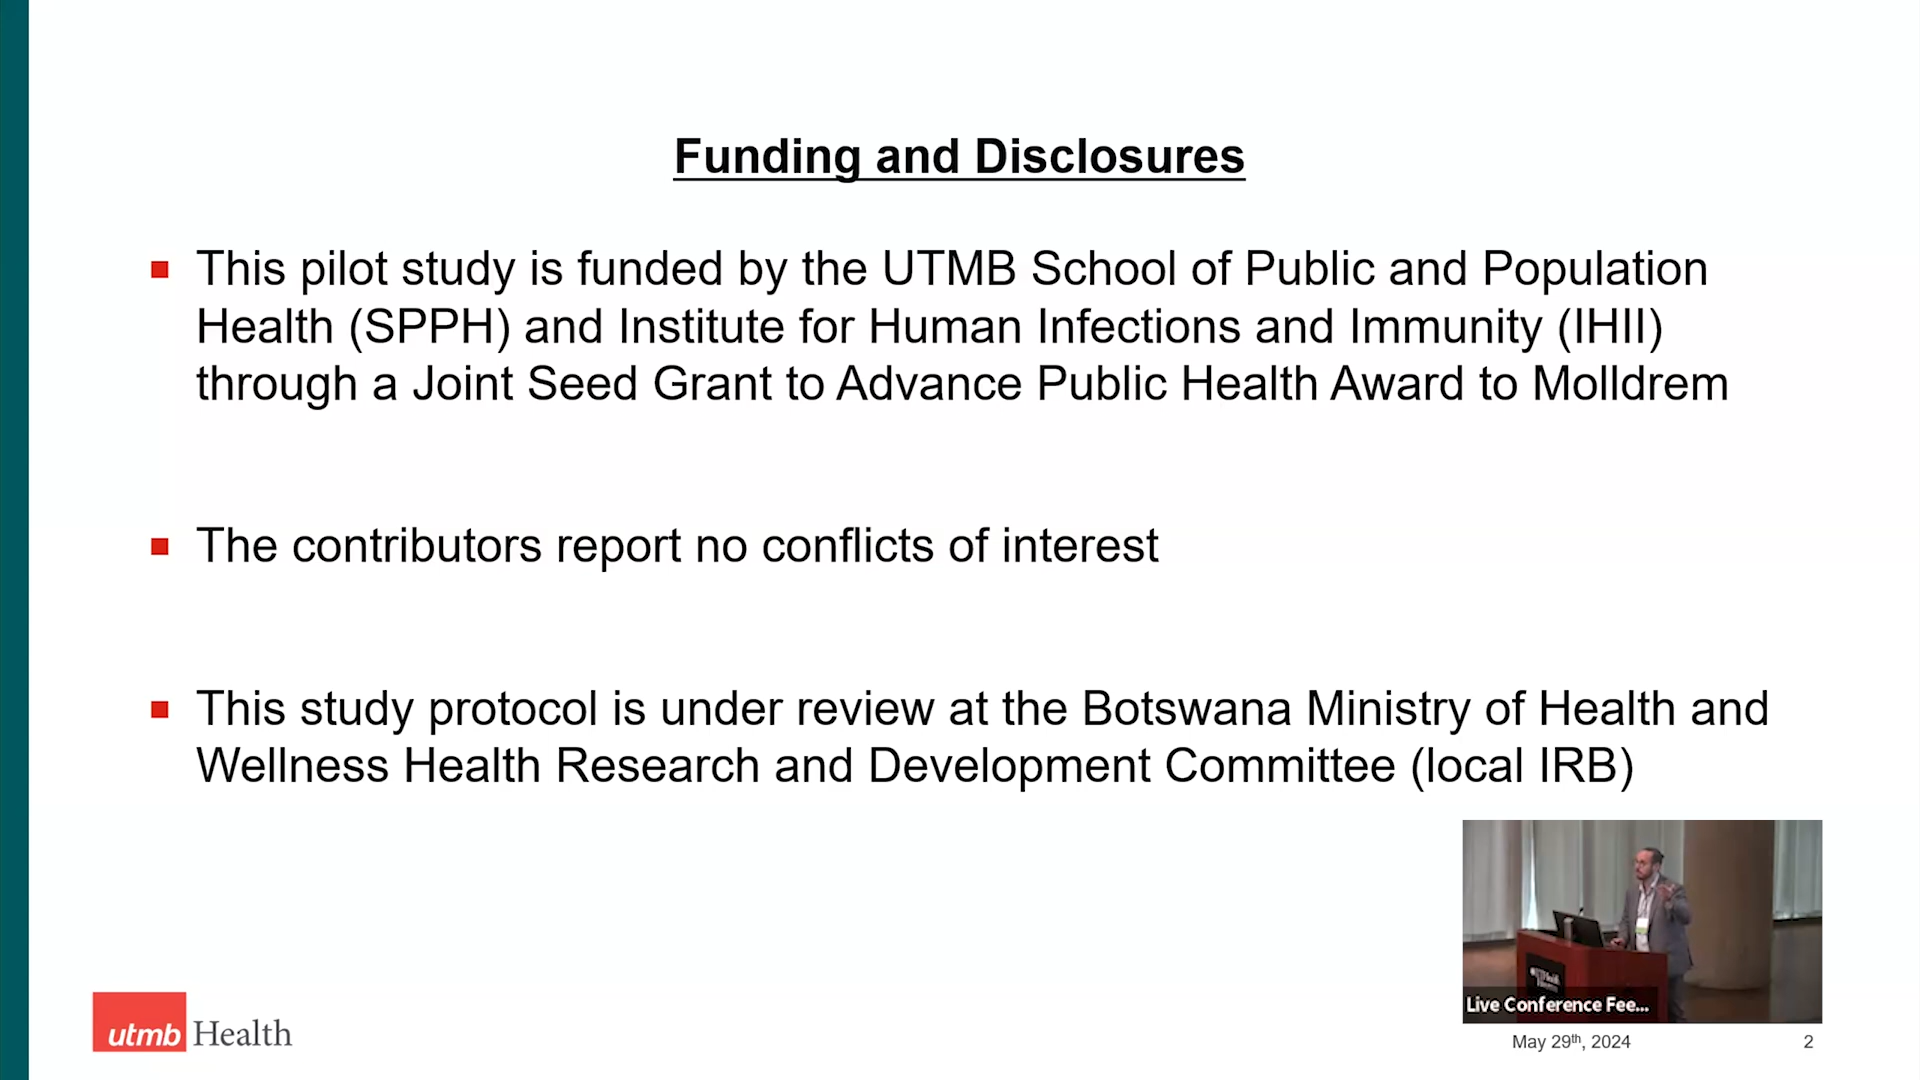 Funding and Disclosures
This pilot study is funded by the UTMB School of Public and Population
Health (SPPH) and Institute for Human Infections and Immunity (IHII)
through a Joint Seed Grant to Advance Public Health Award to Molldrem
The contributors report no conflicts of interest
This study protocol is under review at the Botswana Ministry of Health and
Wellness Health Research and Development Committee (local IRB)
Live Conference Fee...
utmb Health
May 29th, 2024
2